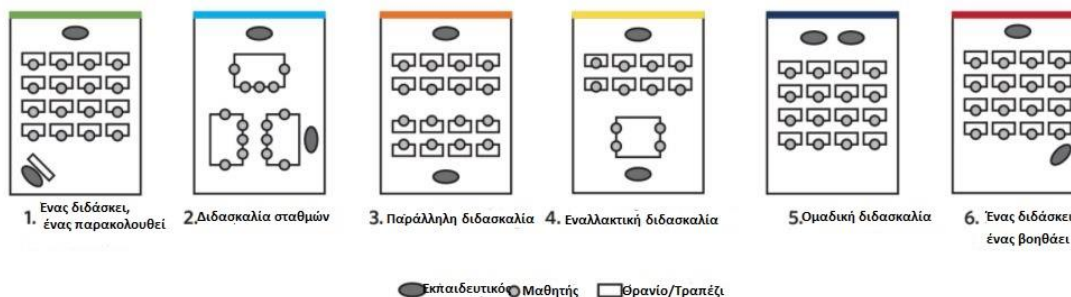 1. Ένας διδάσκει,
ένας παρακολουθεί
2. Διδασκαλία σταθμών
3. Παράλληλη διδασκαλία
4. Εναλλακτική διδασκαλία
5. Ομαδική διδασκαλία
6. Ένας διδάσκει
ένας βοηθάει
Εκπαιδευτικός Μαθητής Θρανίο/Τραπέζι